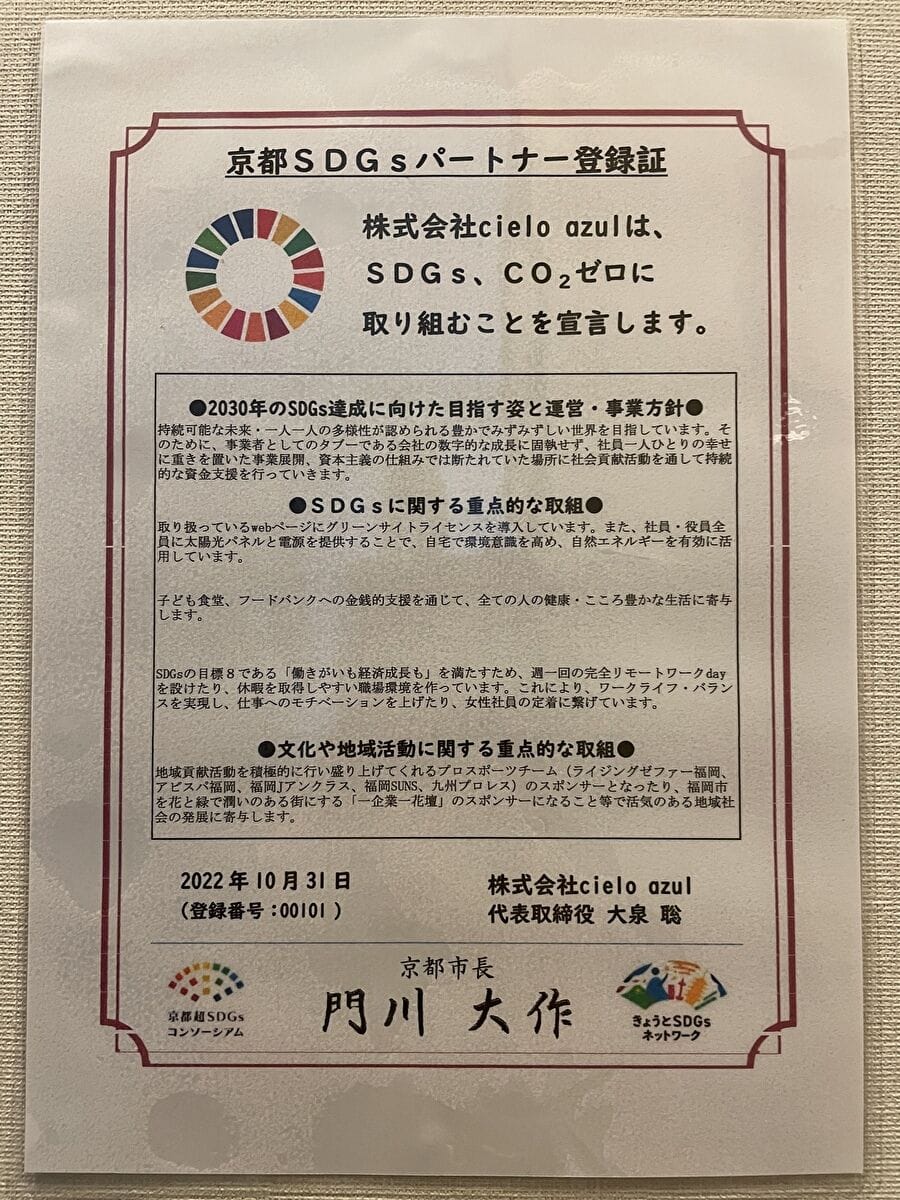 京都ＳＤＧｓパートナー登録証
株式会社cielo azulは、
ＳＤＧｓ、ＣＯ₂ゼロに
取り組むことを宣言します。
●2030年のSDGs達成に向けた目指す姿と運営・事業方針●
持続可能な未来・一人一人の多様性が認められる豊かでみずみずしい世界を目指しています。そ
のために、事業者としてのタブーである会社の数字的な成長に固執せず、社員一人ひとりの幸せ
に重きを置いた事業展開、資本主義の仕組みでは断たれていた場所に社会貢献活動を通して持続
的な資金支援を行っていきます。
●ＳＤＧｓに関する重点的な取組●
取り扱っているwebページにグリーンサイトライセンスを導入しています。また、社員・役員全
員に太陽光パネルと電源を提供することで、自宅で環境意識を高め、自然エネルギーを有効に活
用しています。
子ども食堂、フードバンクへの金銭的支援を通じて、全ての人の健康・こころ豊かな生活に寄与
します。
SDGsの目標８である「働きがいも経済成長も」を満たすため、週一回の完全リモートワークday
を設けたり、休暇を取得しやすい職場環境を作っています。これにより、ワークライフ・バラン
スを実現し、仕事へのモチベーションを上げたり、女性社員の定着に繋げています。
●文化や地域活動に関する重点的な取組●
地域貢献活動を積極的に行い盛り上げてくれるプロスポーツチーム（ライジングゼファー福岡、
アビスパ福岡、福岡Jアンクラス、福岡SUNS、九州プロレス）のスポンサーとなったり、福岡市
を花と緑で潤いのある街にする「一企業一花壇」のスポンサーになること等で活気のある地域社
会の発展に寄与します。
2022年10月31日
（登録番号：00101）
株式会社cielo azul
代表取締役 大泉 聡
京都市長
門川 大作
京都超SDGs
コンソーシアム
きょうとSDGs
ネットワーク